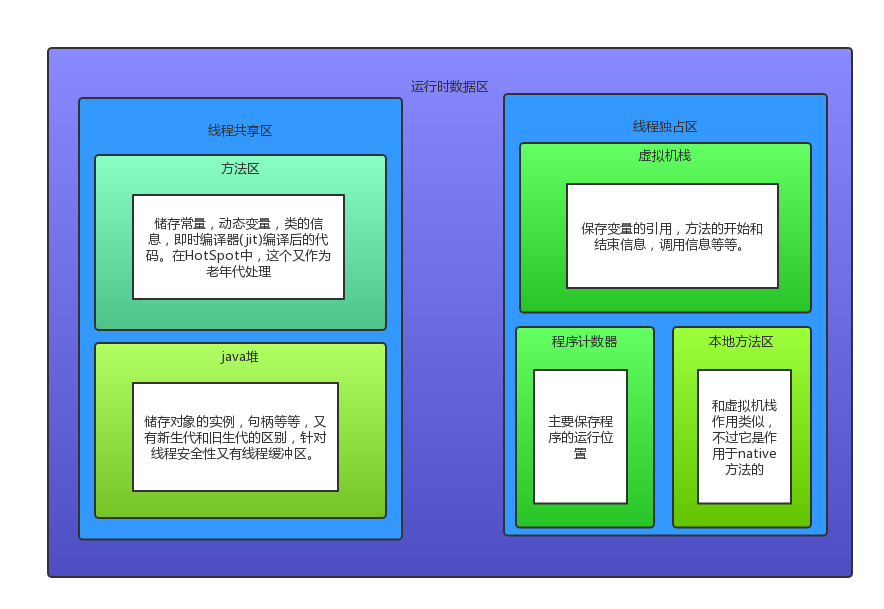 运行时数据区
线程共享区
方法区
储存常量，动态变量，类的信
息，即时编译器(jit)编译后的代
码。在HotSpot中，这个又作为
老年代处理
java堆
储存对象的实例，句柄等等，又
有新生代和旧生代的区别，针对
线程安全性又有线程缓冲区。
线程独占区
虚拟机栈
保存变量的引用，方法的开始和
结束信息，调用信息等等。
程序计数器
主要保存程
序的运行位
置
本地方法区
和虚拟机栈
作用类似，
不过它是作
用于native
方法的